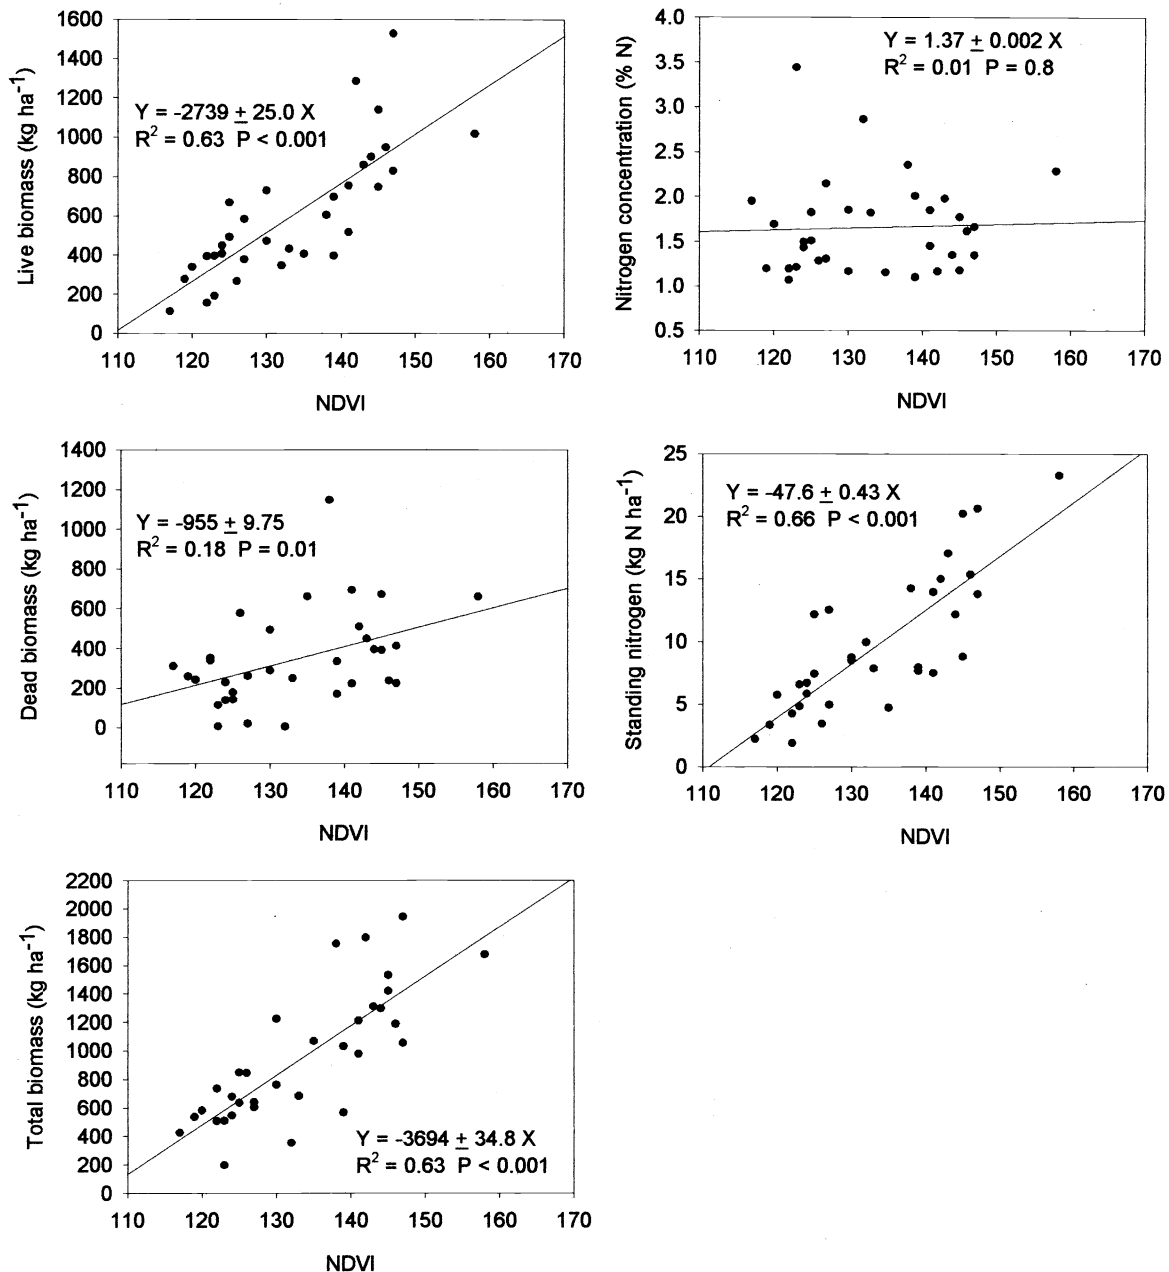 Live biomass (kg ha⁻¹)
1600
1400
1200
1000
800
600
400
200
0
Y = -2739 ± 25.0 X
R² = 0.63 P < 0.001
110 120 130 140 150 160 170
NDVI
Nitrogen concentration (% N)
4.0
3.5
3.0
2.5
2.0
1.5
1.0
0.5
Y = 1.37 ± 0.002 X
R² = 0.01 P = 0.8
110 120 130 140 150 160 170
NDVI
Dead biomass (kg ha⁻¹)
1400
1200
1000
800
600
400
200
0
Y = -955 ± 9.75
R² = 0.18 P = 0.01
110 120 130 140 150 160 170
NDVI
Standing nitrogen (kg N ha⁻¹)
25
20
15
10
5
0
Y = -47.6 ± 0.43 X
R² = 0.66 P < 0.001
110 120 130 140 150 160 170
NDVI
Total biomass (kg ha⁻¹)
2200
2000
1800
1600
1400
1200
1000
800
600
400
200
0
Y = -3694 ± 34.8 X
R² = 0.63 P < 0.001
110 120 130 140 150 160 170
NDVI